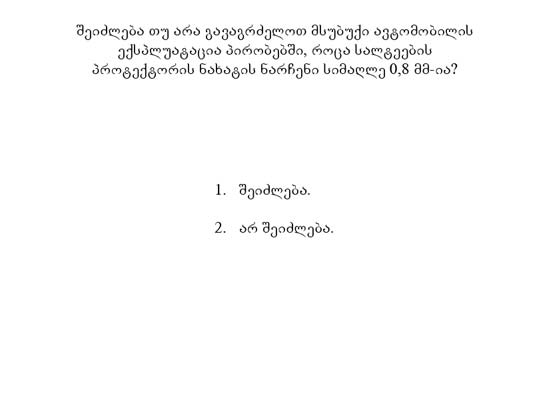 შეიძლება თუ არა გავაგრძელოთ მსუბუქი ავტომობილის
ექსპლუატაცია პირობებში, როცა სალტეების
პროტექტორის ნახატის ნარჩენი სიმაღლე 0,8 მმ-ია?
1. შეიძლება.
2. არ შეიძლება.